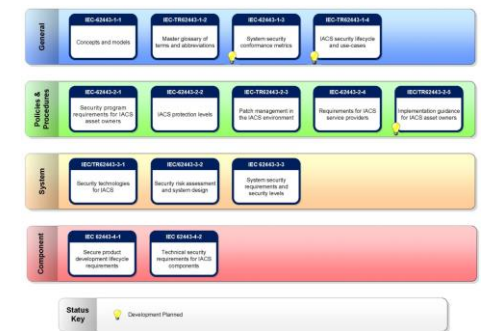 General
IEC-62443-1-1
Concepts and models
IEC-TR62443-1-2
Master glossary of
terms and abbreviations
IEC-62443-1-3
System security
conformance metrics
IEC-TR62443-1-4
IACS security lifecycle
and use-cases
Policies &
Procedures
IEC-62443-2-1
Security program
requirements for IACS
asset owners
IEC-62443-2-2
IACS protection levels
IEC-TR62443-2-3
Patch management in
the IACS environment
IEC-62443-2-4
Requirements for IACS
service providers
IEC/TR62443-2-5
Implementation guidance
for IACS asset owners
System
IEC/TR62443-3-1
Security technologies
for IACS
IEC/62443-3-2
Security risk assessment
and system design
IEC 62443-3-3
System security
requirements and
security levels
Component
IEC 62443-4-1
Secure product
development lifecycle
requirements
IEC 62443-4-2
Technical security
requirements for IACS
components
Status
Key
Development Planned